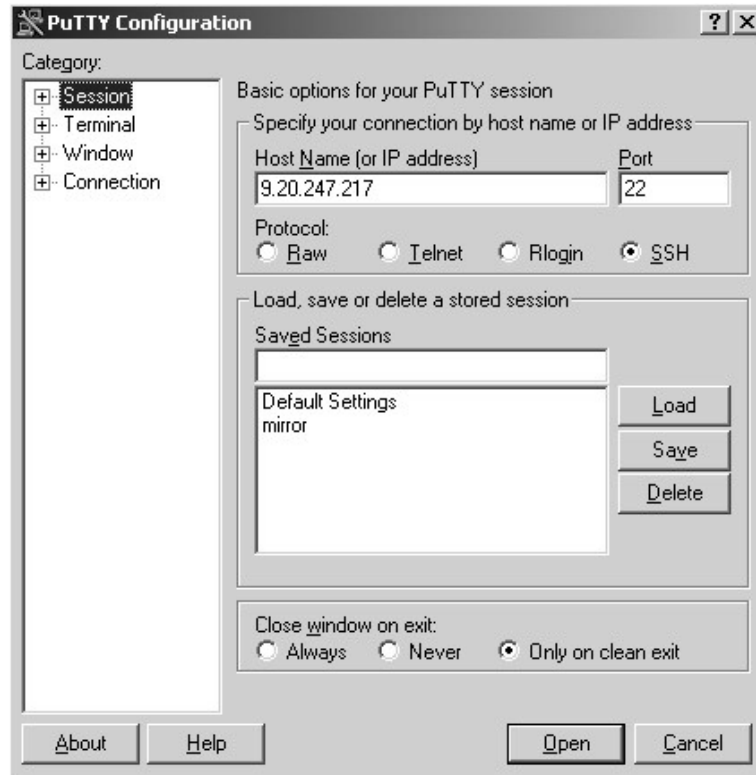 PuTTY Configuration
Category:
Session
Terminal
Window
Connection
Basic options for your PuTTY session
Specify your connection by host name or IP address
Host Name (or IP address) Port
9.20.247.217 22
Protocol:
Raw Telnet Rlogin SSH
Load, save or delete a stored session
Saved Sessions
Default Settings
mirror
Load
Save
Delete
Close window on exit:
Always Never Only on clean exit
About Help Open Cancel